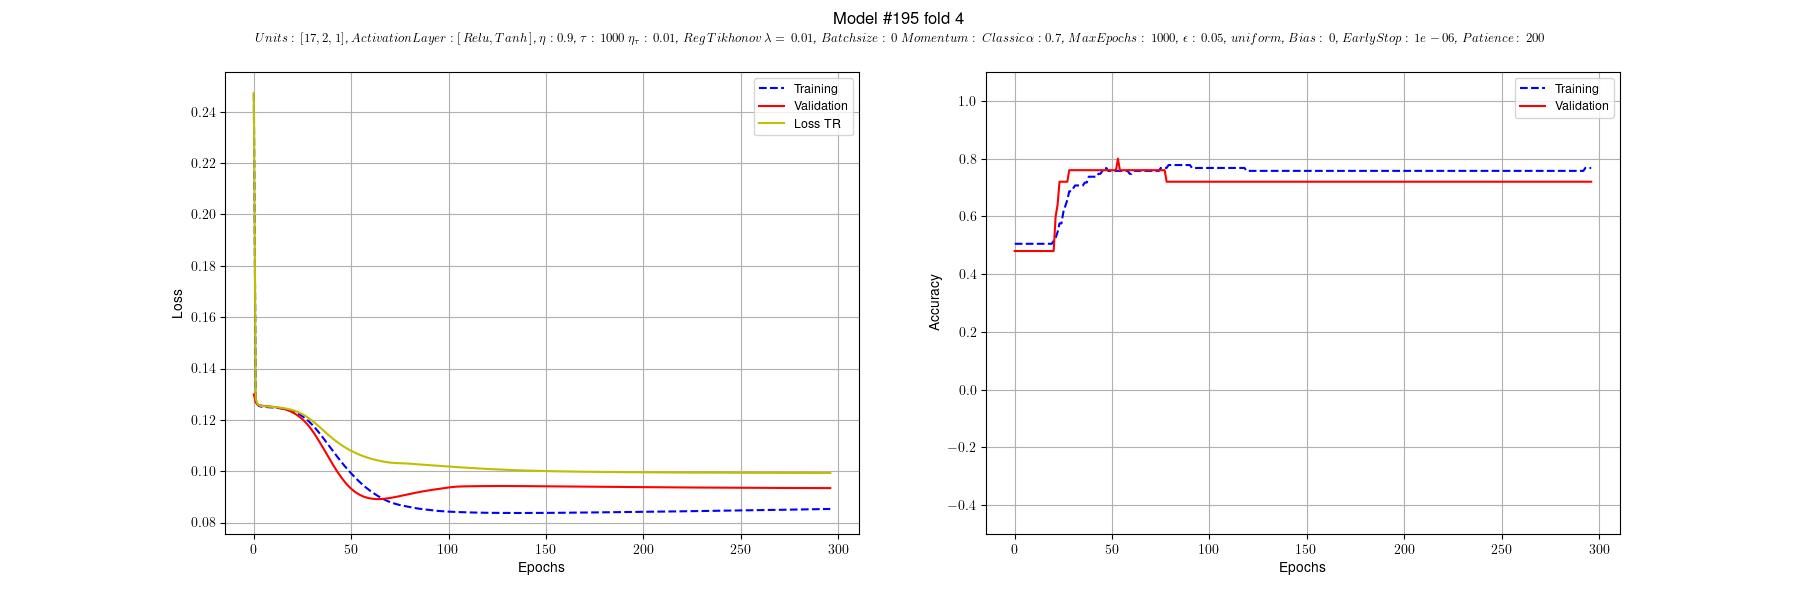 Model #195 fold 4
Units : [17, 2, 1], ActivationLayer : [Relu, Tanh], η : 0.9, τ : 1000 ητ : 0.01, RegTikhonov λ = 0.01, Batchsize : 0 Momentum : Classic α : 0.7, MaxEpochs : 1000, ϵ : 0.05, uniform, Bias : 0, EarlyStop : 1e − 06, Patience : 200
Training
Validation
Loss TR
0.24
0.22
0.20
0.18
0.16
0.14
0.12
0.10
0.08
Loss
0 50 100 150 200 250 300
Epochs
Training
Validation
1.0
0.8
0.6
0.4
0.2
0.0
−0.2
−0.4
Accuracy
0 50 100 150 200 250 300
Epochs